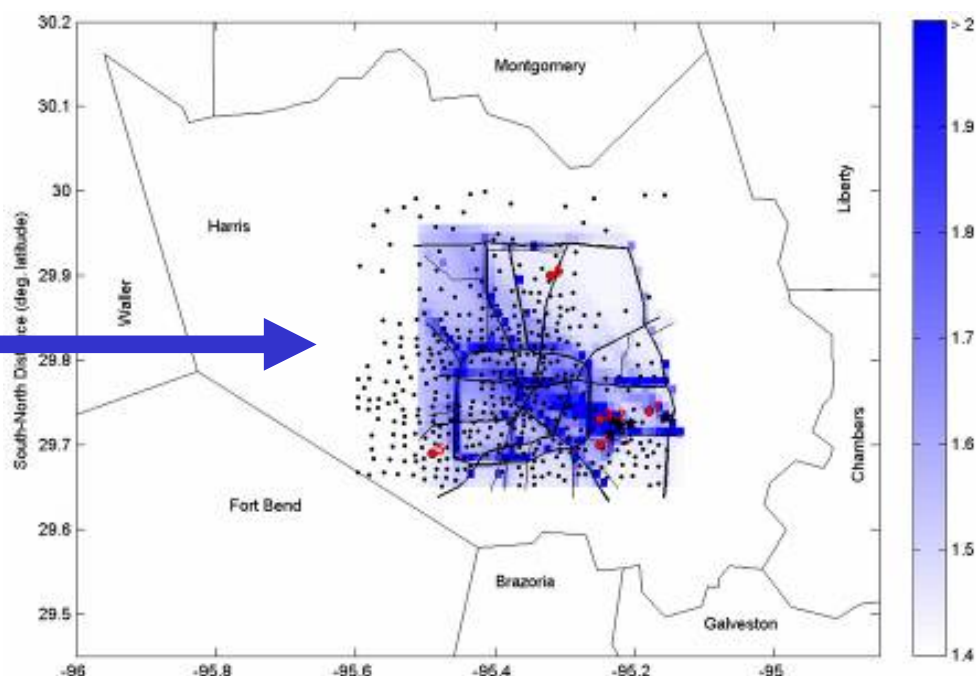 30.2
30.1
30
29.9
29.8
29.7
29.6
29.5
South-North Distance (deg. latitude)
Montgomery
Harris
Liberty
Waller
Chambers
Fort Bend
Brazoria
Galveston
-96
-95.8
-95.6
-95.4
-95.2
-95
> 2
1.9
1.8
1.7
1.6
1.5
1.4